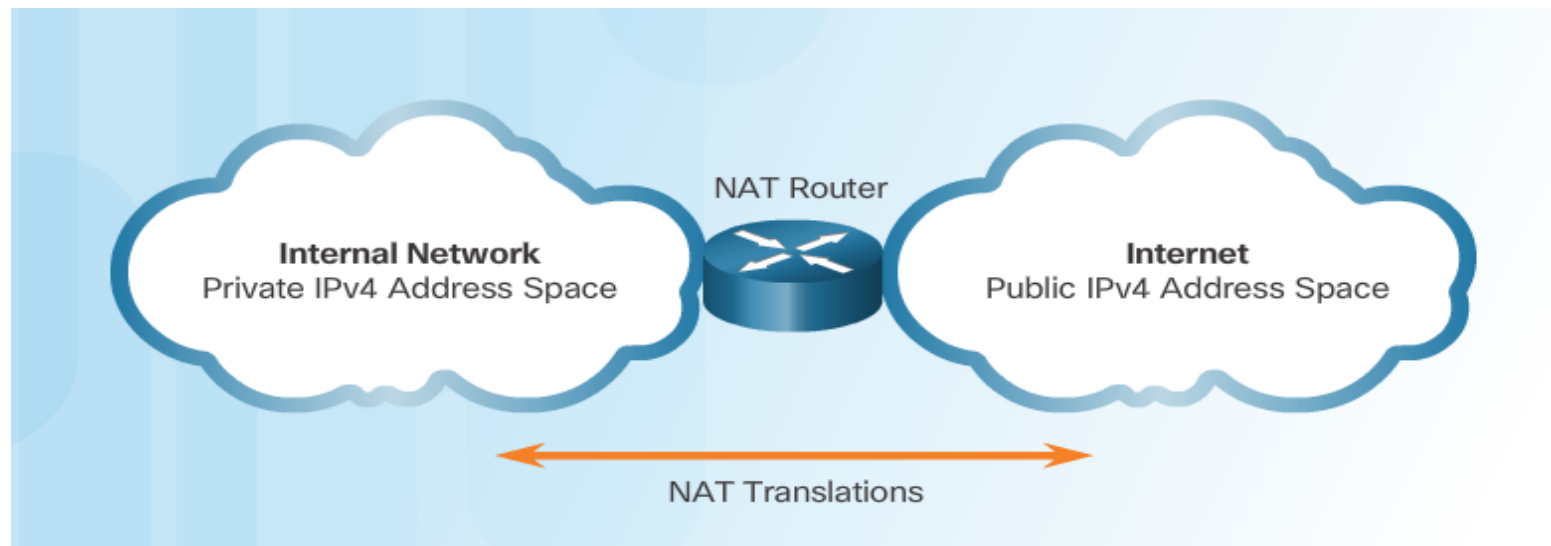 NAT Router
Internal Network
Private IPv4 Address Space
Internet
Public IPv4 Address Space
NAT Translations